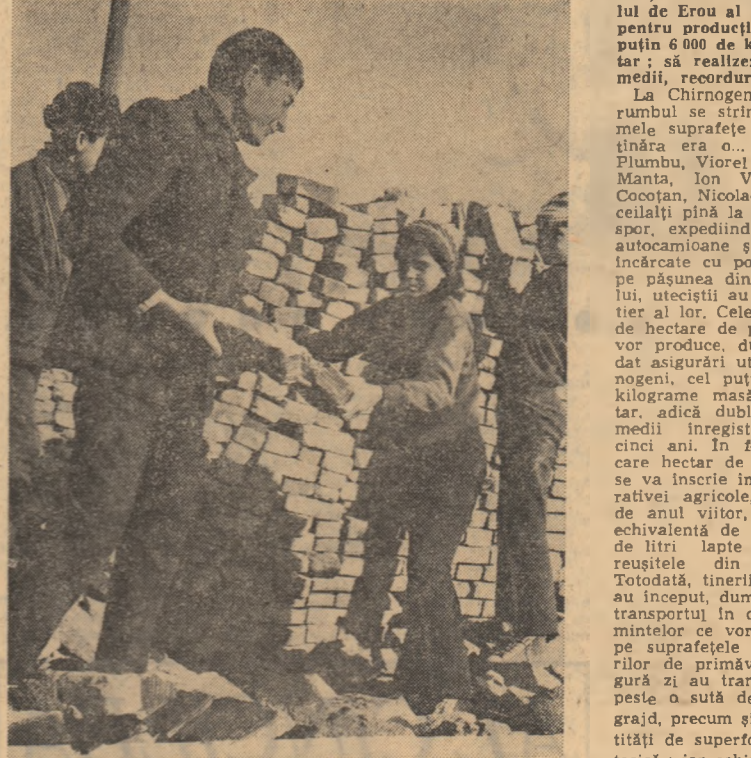 lui de Erou al
pentru producți
puțin 6 000 de k
tar ; să realize
medii, recordur
La Chirnogen
rumbul se strîn
mele suprafețe
tînăra era o...
Plumbu, Viorel
Manta, Ion V
Cocoțan, Nicola
ceilalți pînă la
spor, expediind
autocamioane ș
încărcate cu po
pe pășunea din
lui, uteciștii au
tier al lor. Cele
de hectare de p
vor produce, du
dat asigurări ut
nogeni, cel puț
kilograme masă
tar, adică dubl
medii înregist
cinci ani. În f
care hectar de
se va înscrie în
rativei agricole
de anul viitor,
echivalentă de
de litri lapte
reușitele din
Totodată, tinerii
au început, dum
transportul în c
mintelor ce vor
pe suprafețele
rilor de primăv
gură zi au tran
peste o sută de
grajd, precum ș
tități de superfo